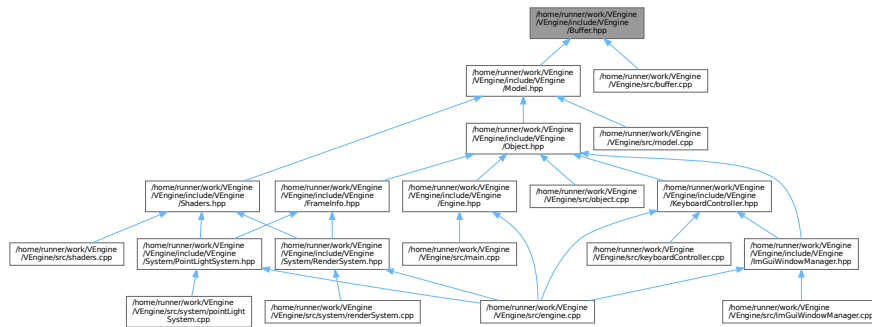 /home/runner/work/VEngine
/VEngine/include/VEngine
/Buffer.hpp
/home/runner/work/VEngine
/VEngine/include/VEngine
/Model.hpp
/home/runner/work/VEngine
/VEngine/src/buffer.cpp
/home/runner/work/VEngine
/VEngine/include/VEngine
/Object.hpp
/home/runner/work/VEngine
/VEngine/src/model.cpp
/home/runner/work/VEngine
/VEngine/include/VEngine
/Shaders.hpp
/home/runner/work/VEngine
/VEngine/include/VEngine
/FrameInfo.hpp
/home/runner/work/VEngine
/VEngine/include/VEngine
/Engine.hpp
/home/runner/work/VEngine
/VEngine/src/object.cpp
/home/runner/work/VEngine
/VEngine/include/VEngine
/KeyboardController.hpp
/home/runner/work/VEngine
/VEngine/src/shaders.cpp
/home/runner/work/VEngine
/VEngine/include/VEngine
/System/PointLightSystem.hpp
/home/runner/work/VEngine
/VEngine/include/VEngine
/System/RenderSystem.hpp
/home/runner/work/VEngine
/VEngine/src/main.cpp
/home/runner/work/VEngine
/VEngine/src/keyboardController.cpp
/home/runner/work/VEngine
/VEngine/include/VEngine
/ImGuiWindowManager.hpp
/home/runner/work/VEngine
/VEngine/src/system/pointLight
System.cpp
/home/runner/work/VEngine
/VEngine/src/system/renderSystem.cpp
/home/runner/work/VEngine
/VEngine/src/engine.cpp
/home/runner/work/VEngine
/VEngine/src/ImGuiWindowManager.cpp